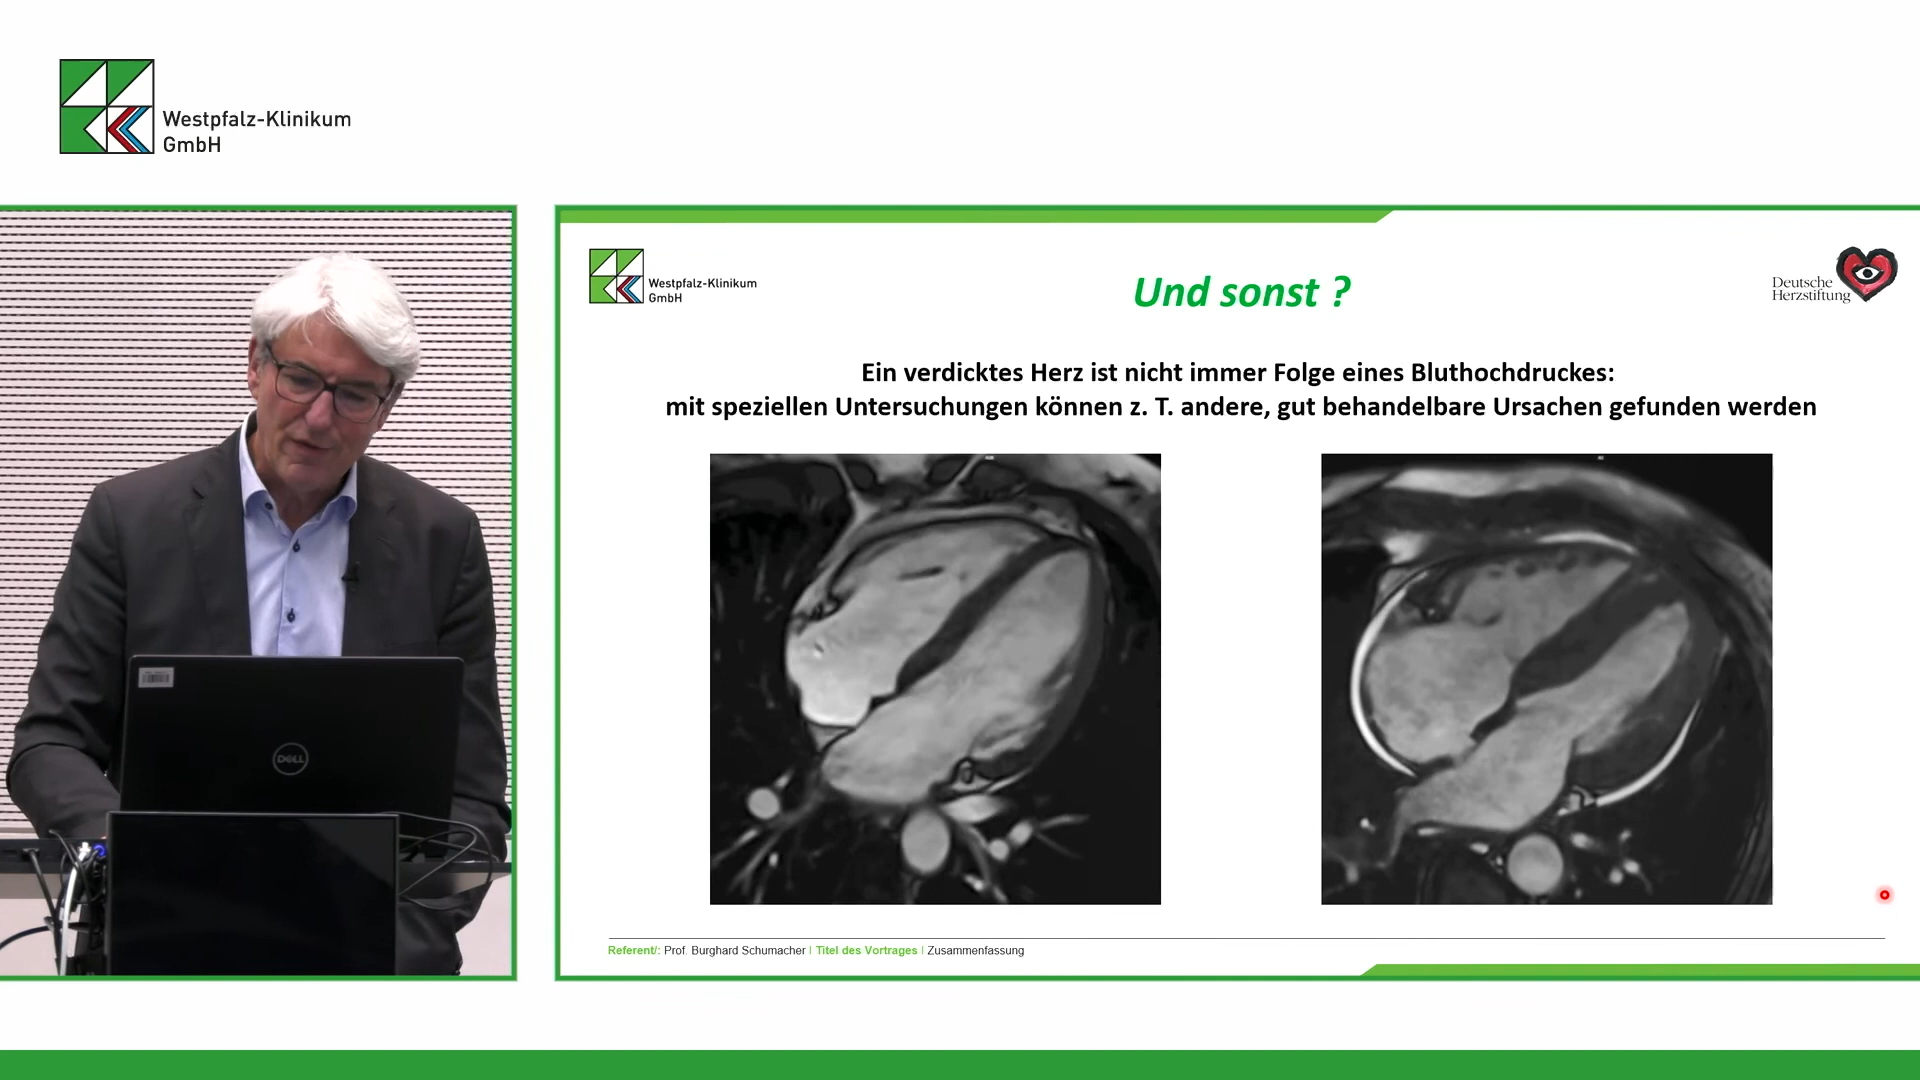 Westpfalz-Klinikum
GmbH
Westpfalz-Klinikum
GmbH
Und sonst ?
Deutsche
Herzstiftung
Ein verdicktes Herz ist nicht immer Folge eines Bluthochdruckes:
mit speziellen Untersuchungen können z. T. andere, gut behandelbare Ursachen gefunden werden
DELL
Referent/: Prof. Burghard Schumacher | Titel des Vortrages | Zusammenfassung